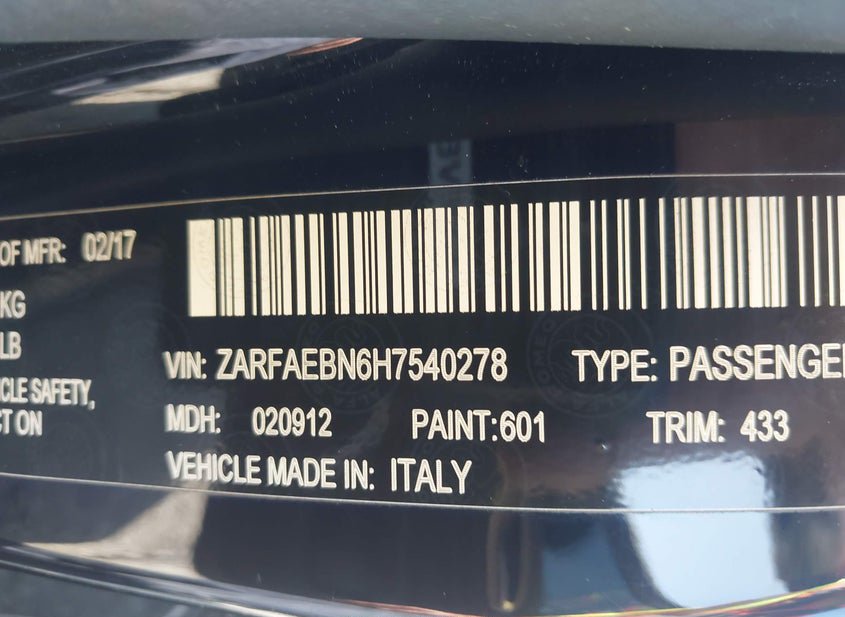 OF MFR: 02/17
KG
LB
CLE SAFETY,
CT ON
VIN: ZARFAEBN6H7540278 TYPE: PASSENGE
MDH: 020912 PAINT:601 TRIM: 433
VEHICLE MADE IN: ITALY